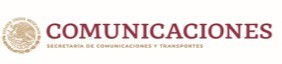 COMUNICACIONES
SECRETARÍA DE COMUNICACIONES Y TRANSPORTES